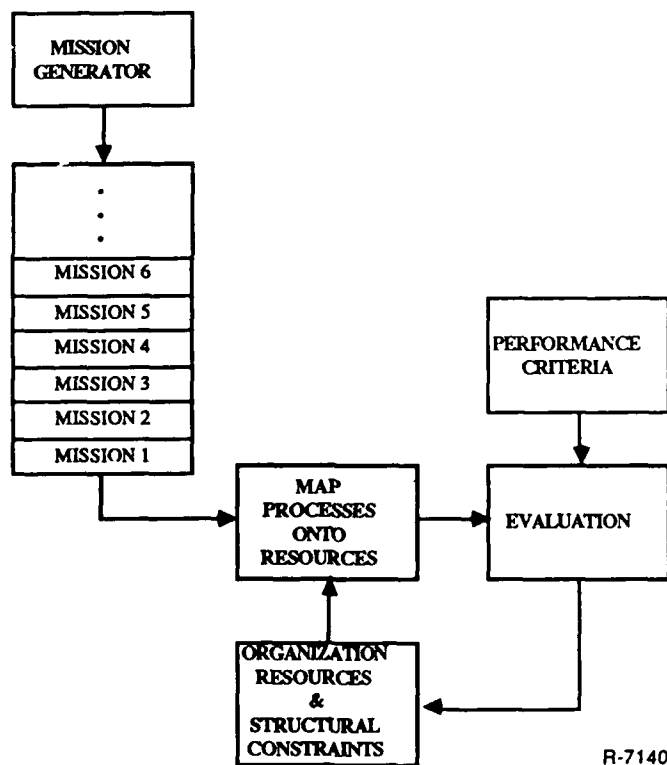 MISSION
GENERATOR
MISSION 6
MISSION 5
MISSION 4
MISSION 3
MISSION 2
MISSION 1
PERFORMANCE
CRITERIA
MAP
PROCESSES
ONTO
RESOURCES
EVALUATION
ORGANIZATION
RESOURCES
&
STRUCTURAL
CONSTRAINTS
R-7140